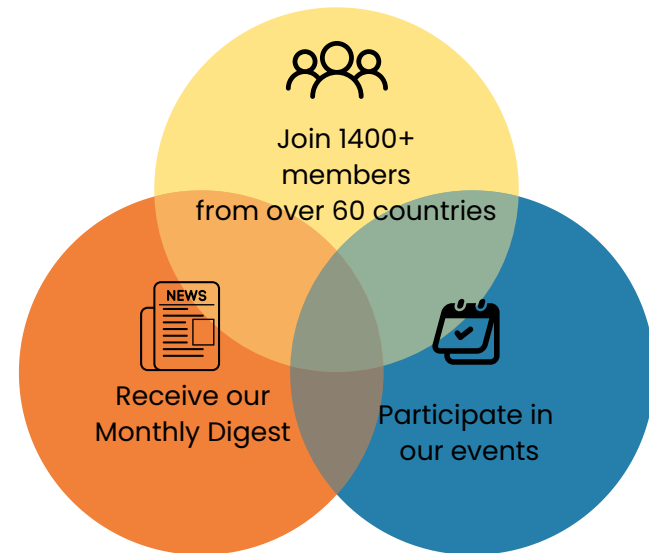 Join 1400+
members
from over 60 countries
NEWS
Receive our
Monthly Digest
Participate in
our events